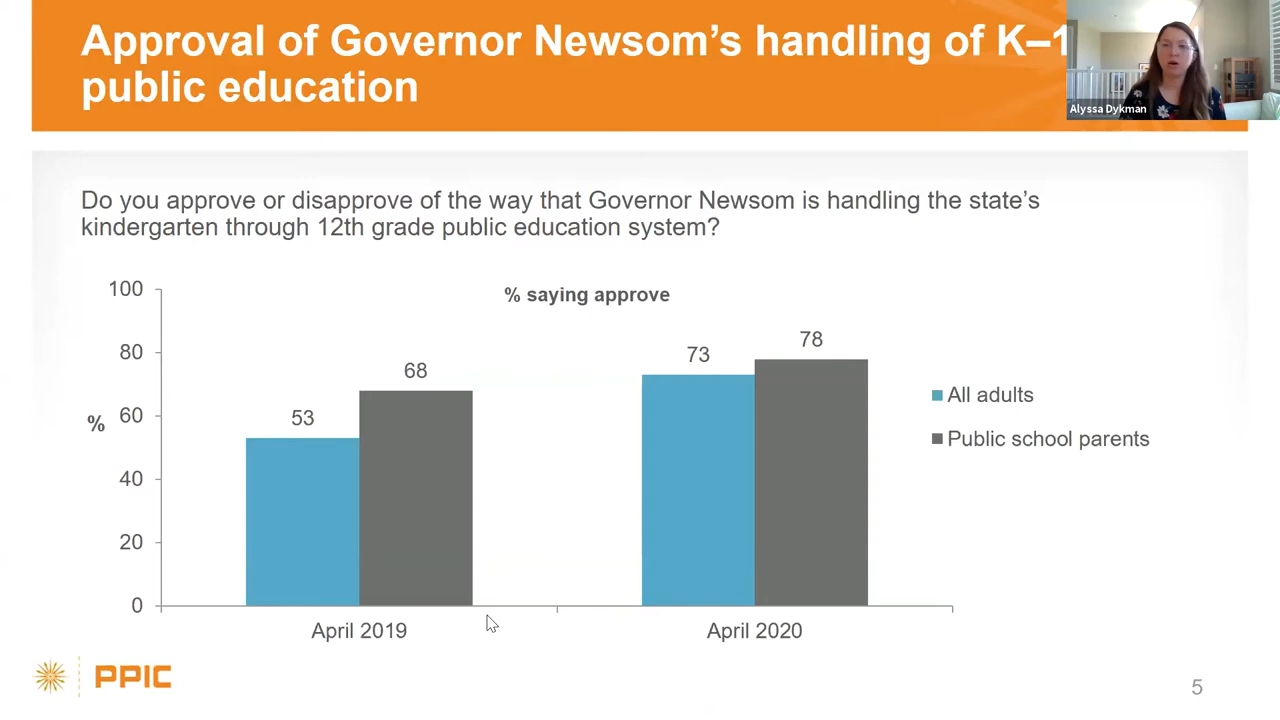 Approval of Governor Newsom's handling of K–1
public education
Alyssa Dykman
Do you approve or disapprove of the way that Governor Newsom is handling the state's
kindergarten through 12th grade public education system?
% saying approve
100
80
60
40
20
0
%
53
68
73
78
All adults
Public school parents
April 2019
April 2020
PPIC
5